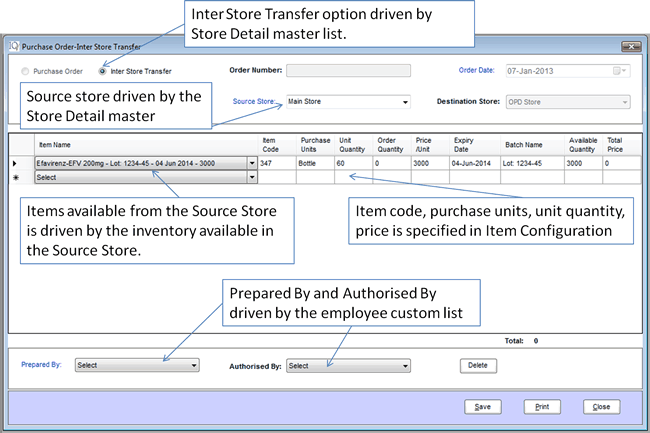 Inter Store Transfer option driven by
Store Detail master list.
Purchase Order-Inter Store Transfer
Purchase Order
Inter Store Transfer
Order Number:
Order Date:
07-Jan-2013
Source store driven by the
Store Detail master
Source Store:
Main Store
Destination Store:
OPD Store
Item Name
Item Code
Purchase Units
Unit Quantity
Order Quantity
Price /Unit
Expiry Date
Batch Name
Available Quantity
Total Price
Efavirenz-EFV 200mg - Lot: 1234-45 - 04 Jun 2014 - 3000
347
Bottle
60
0
3000
04-Jun-2014
Lot: 1234-45
3000
0
Select
Items available from the Source Store
is driven by the inventory available in
the Source Store.
Item code, purchase units, unit quantity,
price is specified in Item Configuration
Prepared By and Authorised By
driven by the employee custom list
Total: 0
Prepared By:
Select
Authorised By:
Select
Delete
Save
Print
Close